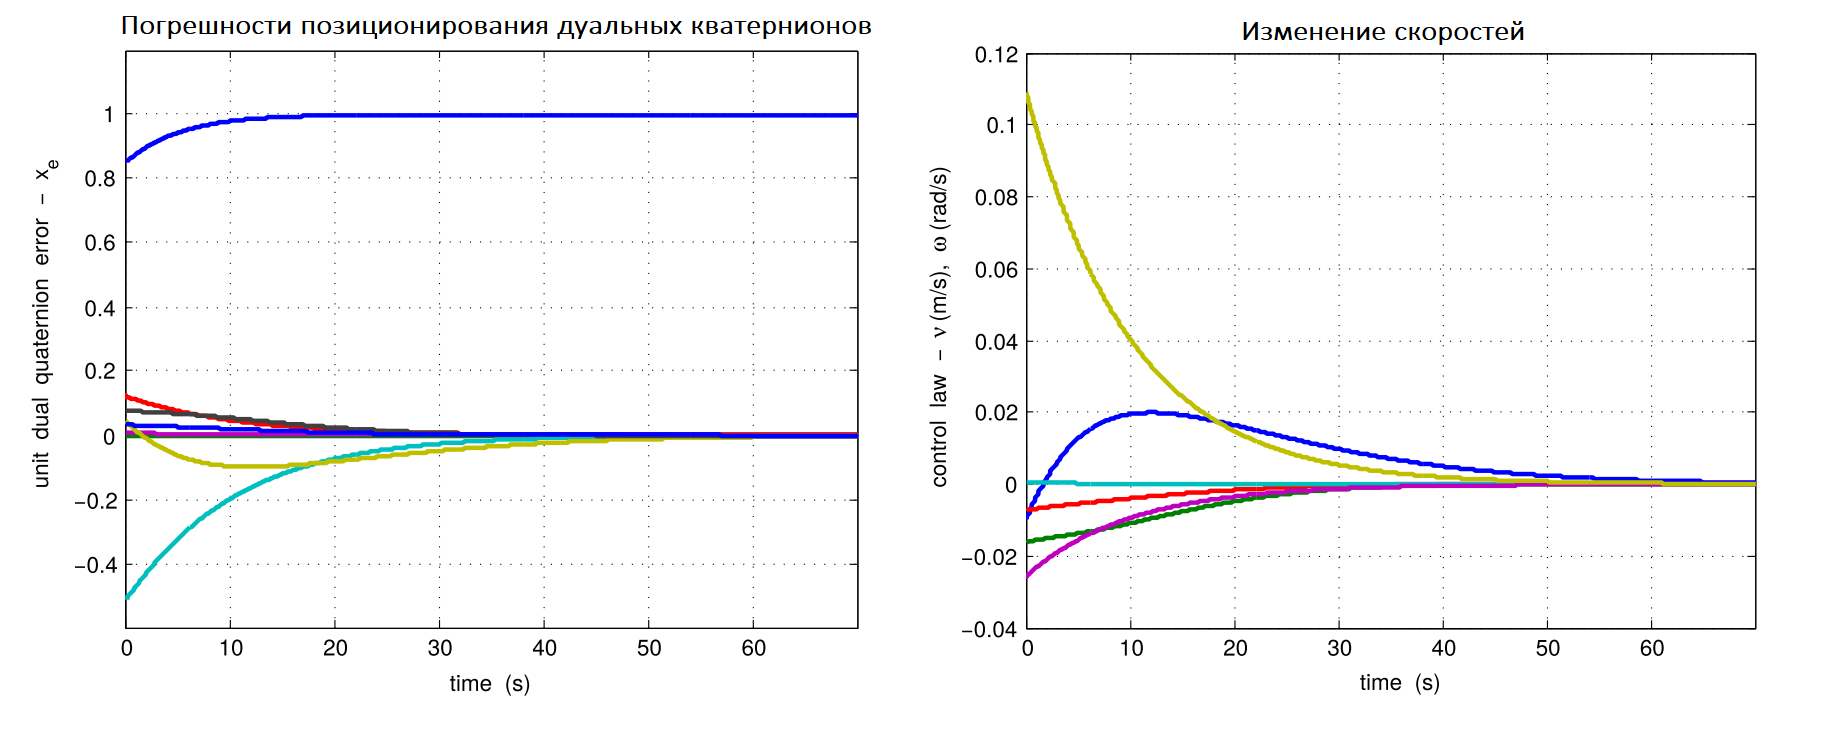 Погрешности позиционирования дуальных кватернионов
unit dual quaternion error − xe
1
0.8
0.6
0.4
0.2
0
−0.2
−0.4
0 10 20 30 40 50 60
time (s)
Изменение скоростей
control law − ν (m/s), ω (rad/s)
0.12
0.1
0.08
0.06
0.04
0.02
0
−0.02
−0.04
0 10 20 30 40 50 60
time (s)